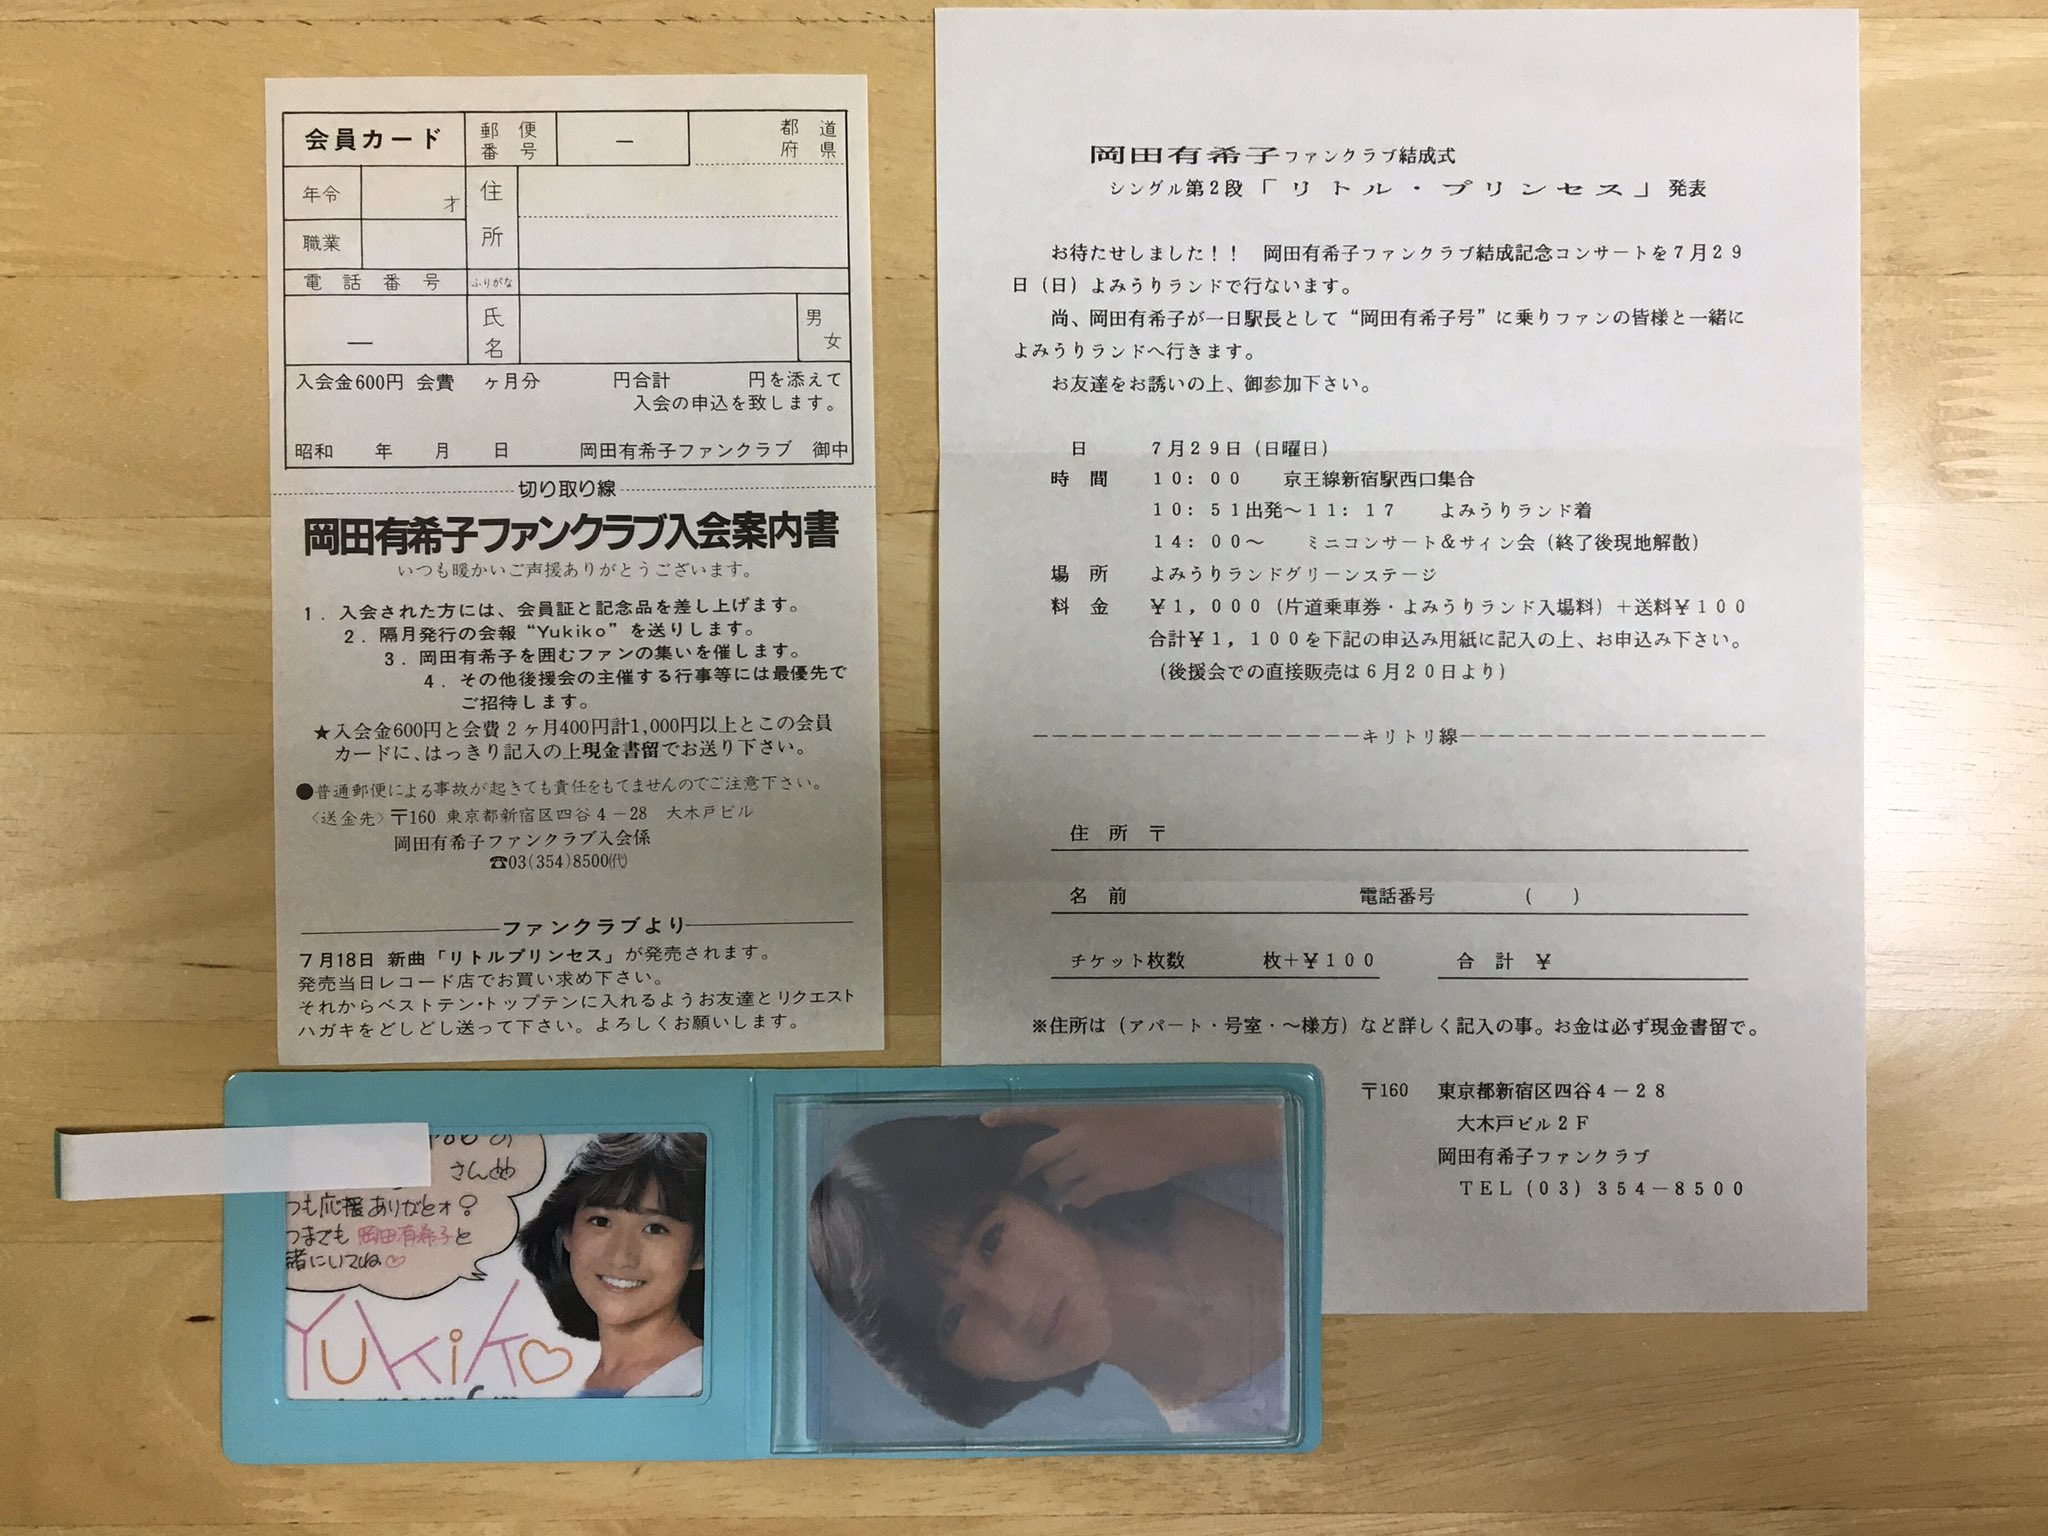 会員カード
郵便番号
―
都道府県
年令
才
住所
職業
電話番号
ふりがな
―
氏名
男
女
入会金600円 会費 ヶ月分 円合計 円を添えて
入会の申込を致します。
昭和 年 月 日 岡田有希子ファンクラブ 御中
切り取り線
岡田有希子ファンクラブ入会案内書
いつも暖かいご声援ありがとうございます。
1．入会された方には、会員証と記念品を差し上げます。
2．隔月発行の会報“Yukiko”を送りします。
3．岡田有希子を囲むファンの集いを催します。
4．その他後援会の主催する行事等には最優先で
ご招待します。
★入会金600円と会費2ヶ月400円計1,000円以上とこの会員
カードに、はっきり記入の上現金書留でお送り下さい。
●普通郵便による事故が起きても責任をもてませんのでご注意下さい。
〈送金先〉〒160 東京都新宿区四谷4－28 大木戸ビル
岡田有希子ファンクラブ入会係
☎03(354)8500㈹
ファンクラブより
7月18日 新曲「リトルプリンセス」が発売されます。
発売当日レコード店でお買い求め下さい。
それからベストテン・トップテンに入れるようお友達とリクエスト
ハガキをどしどし送って下さい。よろしくお願いします。
岡田有希子ファンクラブ結成式
シングル第2段「リトル・プリンセス」発表
お待たせしました！！ 岡田有希子ファンクラブ結成記念コンサートを7月29
日（日）よみうりランドで行ないます。
尚、岡田有希子が一日駅長として“岡田有希子号”に乗りファンの皆様と一緒に
よみうりランドへ行きます。
お友達をお誘いの上、御参加下さい。
日 7月29日（日曜日）
時間 10：00 京王線新宿駅西口集合
10：51出発～11：17 よみうりランド着
14：00～ ミニコンサート＆サイン会（終了後現地解散）
場所 よみうりランドグリーンステージ
料金 ￥1，000（片道乗車券・よみうりランド入場料）＋送料￥100
合計￥1，100を下記の申込み用紙に記入の上、お申込み下さい。
（後援会での直接販売は6月20日より）
キリトリ線
住所 〒
名前 電話番号 （ ）
チケット枚数 枚＋￥100 合計 ￥
※住所は（アパート・号室・～様方）など詳しく記入の事。お金は必ず現金書留で。
〒160 東京都新宿区四谷4－28
大木戸ビル2F
岡田有希子ファンクラブ
TEL（03）354－8500
さん
つも応援ありがとォ
つまでも 岡田有希子と
緒にいてね♡
Yukiko♡